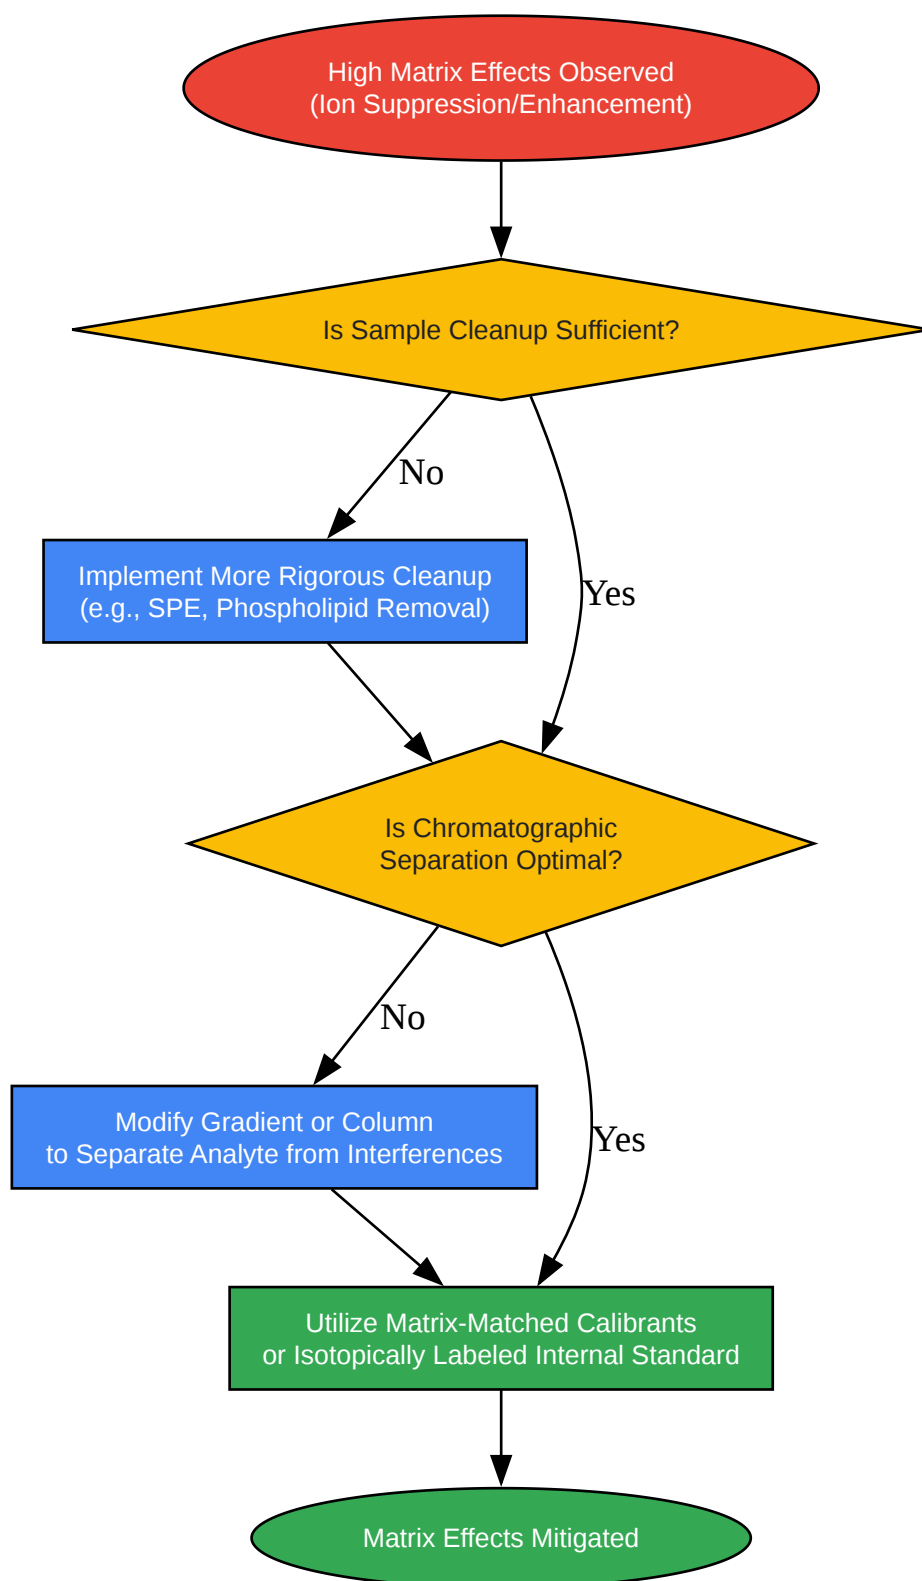 High Matrix Effects Observed
(Ion Suppression/Enhancement)
Is Sample Cleanup Sufficient?
No
Implement More Rigorous Cleanup
(e.g., SPE, Phospholipid Removal)
Yes
Is Chromatographic
Separation Optimal?
No
Modify Gradient or Column
to Separate Analyte from Interferences
Yes
Utilize Matrix-Matched Calibrants
or Isotopically Labeled Internal Standard
Matrix Effects Mitigated